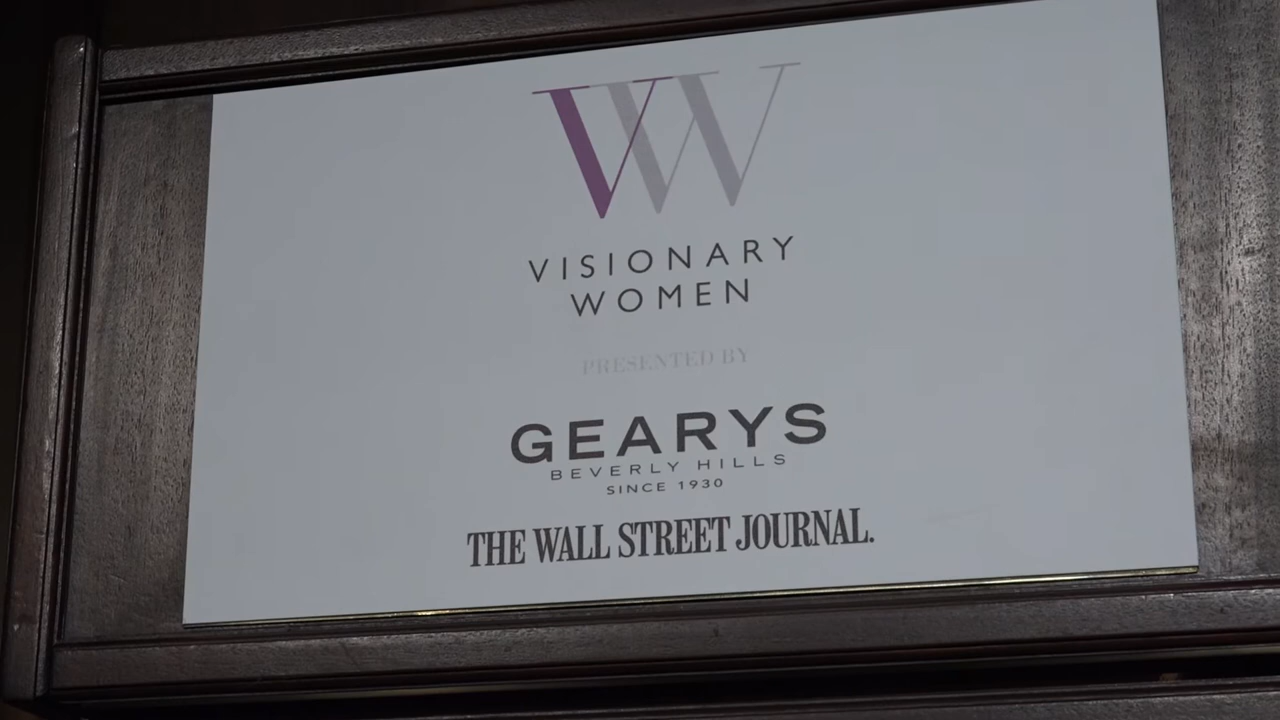 VW
VISIONARY
WOMEN
PRESENTED BY
GEARYS
BEVERLY HILLS
SINCE 1930
THE WALL STREET JOURNAL.